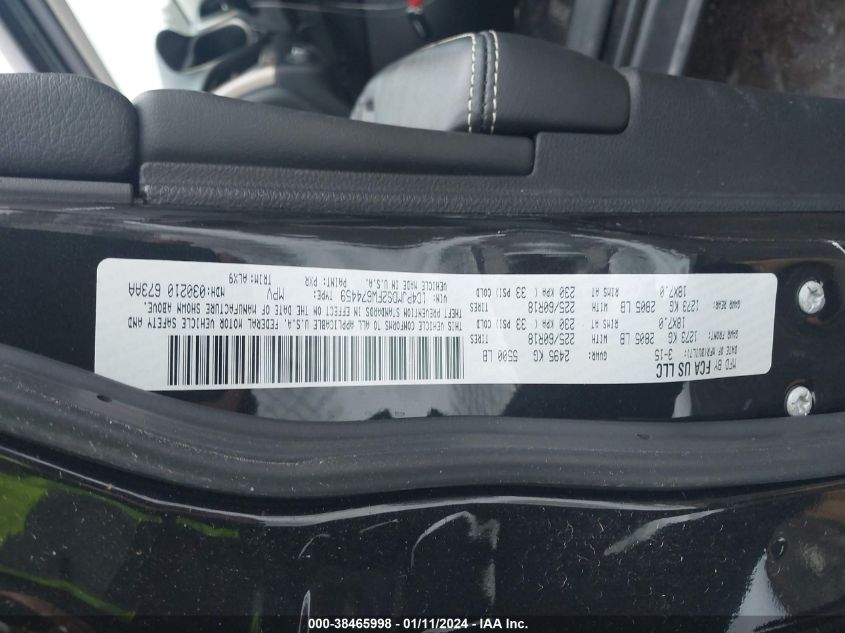 MFD BY FCA US LLC
DATE OF MFR(BUILT): 3-15 GVWR: 2495 KG 5500 LB
GAWR FRONT: 1273 KG 2805 LB WITH 225/60R18 TIRES
18X7.0 RIMS AT 230 KPA ( 33 PSI) COLD
GAWR REAR: 1273 KG 2805 LB WITH 225/60R18 TIRES
18X7.0 RIMS AT 230 KPA ( 33 PSI) COLD
THIS VEHICLE CONFORMS TO ALL APPLICABLE U.S.A. FEDERAL MOTOR VEHICLE SAFETY AND
THEFT PREVENTION STANDARDS IN EFFECT ON THE DATE OF MANUFACTURE SHOWN ABOVE.
VIN: 1C4PJMDS2FW674459 TYPE: MPV MDH:030210 673AA
VEHICLE MADE IN U.S.A. PAINT: PXR TRIM:ALX9
000-38465998 - 01/11/2024 - IAA Inc.